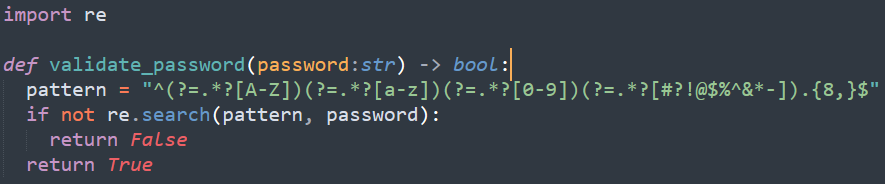 import re
def validate_password(password:str) -> bool:
pattern = "^(?=.*?[A-Z])(?=.*?[a-z])(?=.*?[0-9])(?=.*?[#?!@$%^&*-]).{8,}$"
if not re.search(pattern, password):
return False
return True